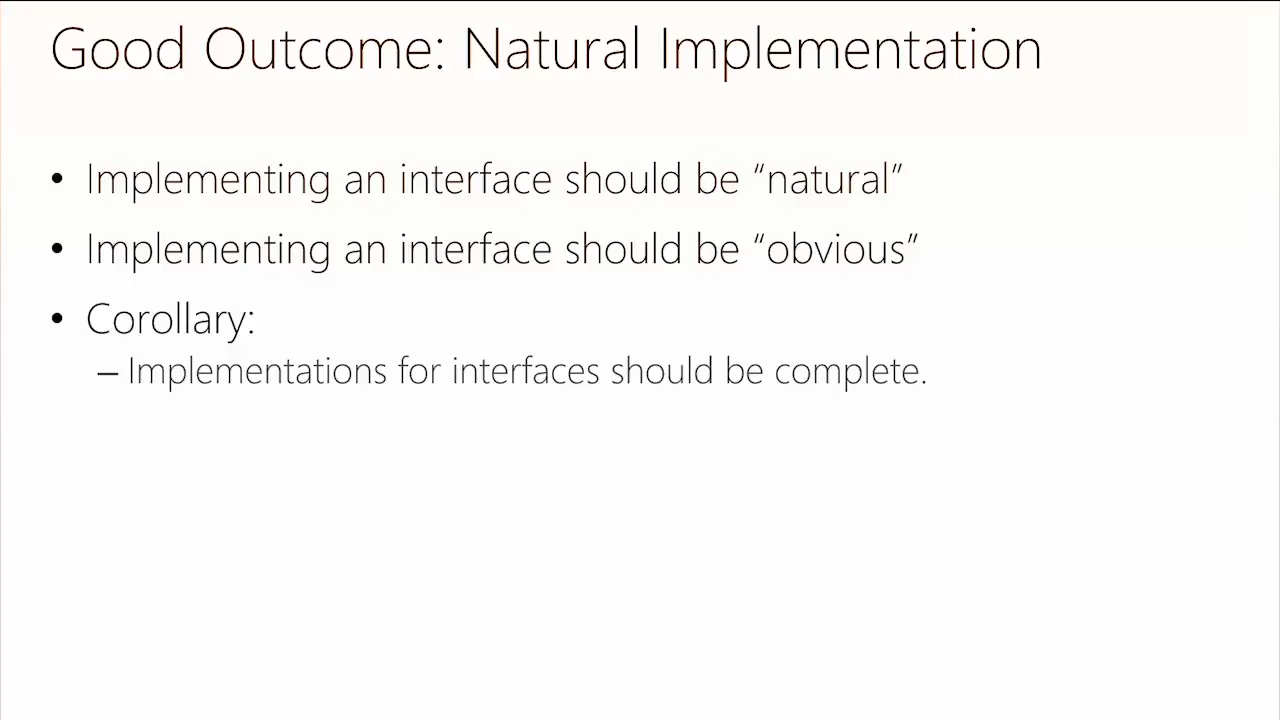 Good Outcome: Natural Implementation
• Implementing an interface should be “natural”
• Implementing an interface should be “obvious”
• Corollary:
– Implementations for interfaces should be complete.